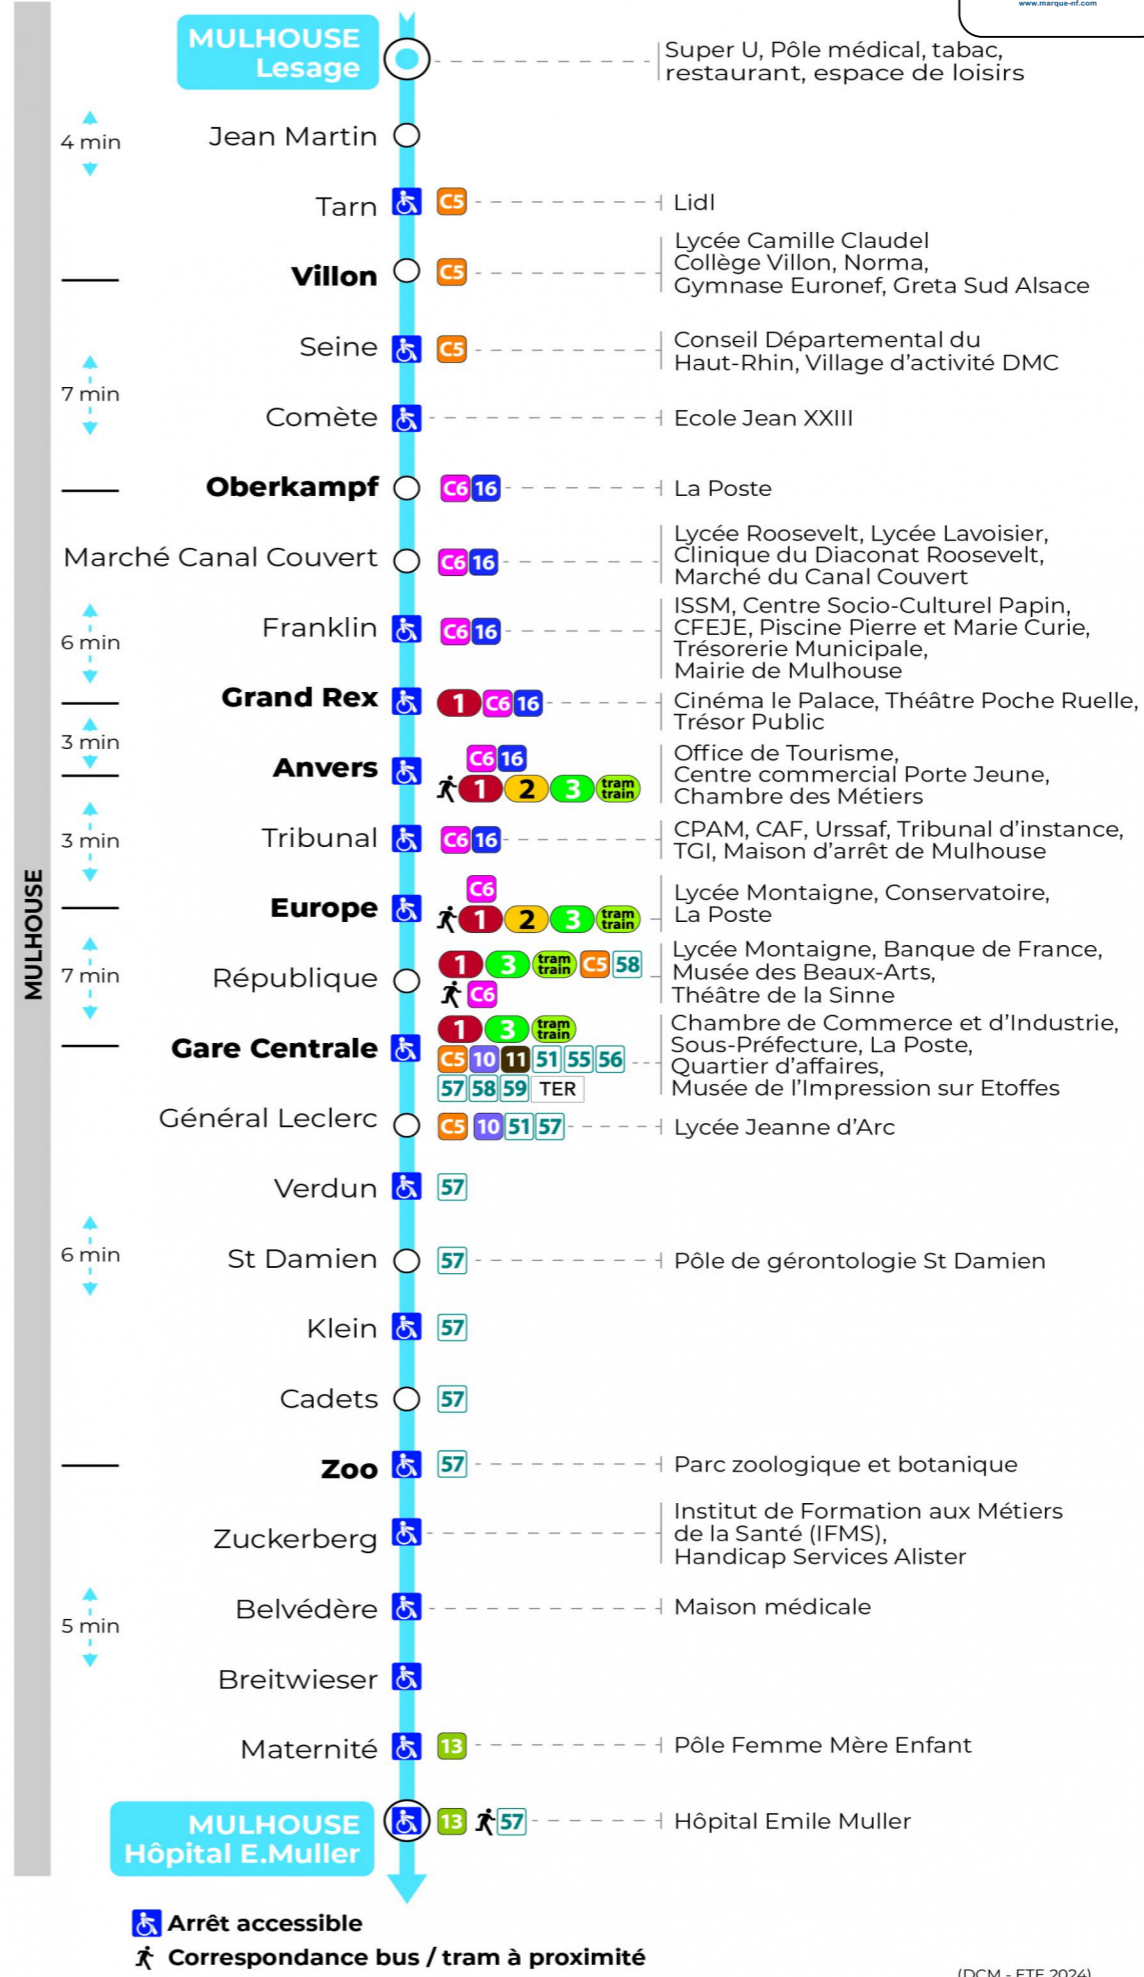 www.marque-nf.com
MULHOUSE
Lesage
Super U, Pôle médical, tabac,
restaurant, espace de loisirs
4 min
Jean Martin
Tarn
C5
Lidl
Villon
C5
Lycée Camille Claudel
Collège Villon, Norma,
Gymnase Euronef, Greta Sud Alsace
Seine
C5
Conseil Départemental du
Haut-Rhin, Village d'activité DMC
7 min
Comète
Ecole Jean XXIII
Oberkampf
C6 16
La Poste
Marché Canal Couvert
C6 16
Lycée Roosevelt, Lycée Lavoisier,
Clinique du Diaconat Roosevelt,
Marché du Canal Couvert
6 min
Franklin
C6 16
ISSM, Centre Socio-Culturel Papin,
CFEJE, Piscine Pierre et Marie Curie,
Trésorerie Municipale,
Mairie de Mulhouse
Grand Rex
1 C6 16
Cinéma le Palace, Théâtre Poche Ruelle,
Trésor Public
3 min
Anvers
C6 16
1 2 3 tram train
Office de Tourisme,
Centre commercial Porte Jeune,
Chambre des Métiers
3 min
Tribunal
C6 16
CPAM, CAF, Urssaf, Tribunal d'instance,
TGI, Maison d'arrêt de Mulhouse
MULHOUSE
Europe
C6
1 2 3 tram train
Lycée Montaigne, Conservatoire,
La Poste
7 min
République
1 3 tram train C5 58
C6
Lycée Montaigne, Banque de France,
Musée des Beaux-Arts,
Théâtre de la Sinne
Gare Centrale
1 3 tram train
C5 10 11 51 55 56
57 58 59 TER
Chambre de Commerce et d'Industrie,
Sous-Préfecture, La Poste,
Quartier d'affaires,
Musée de l'Impression sur Etoffes
Général Leclerc
C5 10 51 57
Lycée Jeanne d'Arc
Verdun
57
6 min
St Damien
57
Pôle de gérontologie St Damien
Klein
57
Cadets
57
Zoo
57
Parc zoologique et botanique
Zuckerberg
Institut de Formation aux Métiers
de la Santé (IFMS),
Handicap Services Alister
5 min
Belvédère
Maison médicale
Breitwieser
Maternité
13
Pôle Femme Mère Enfant
MULHOUSE
Hôpital E.Muller
13 57
Hôpital Emile Muller
Arrêt accessible
Correspondance bus / tram à proximité
(DCM - ETE 2024)